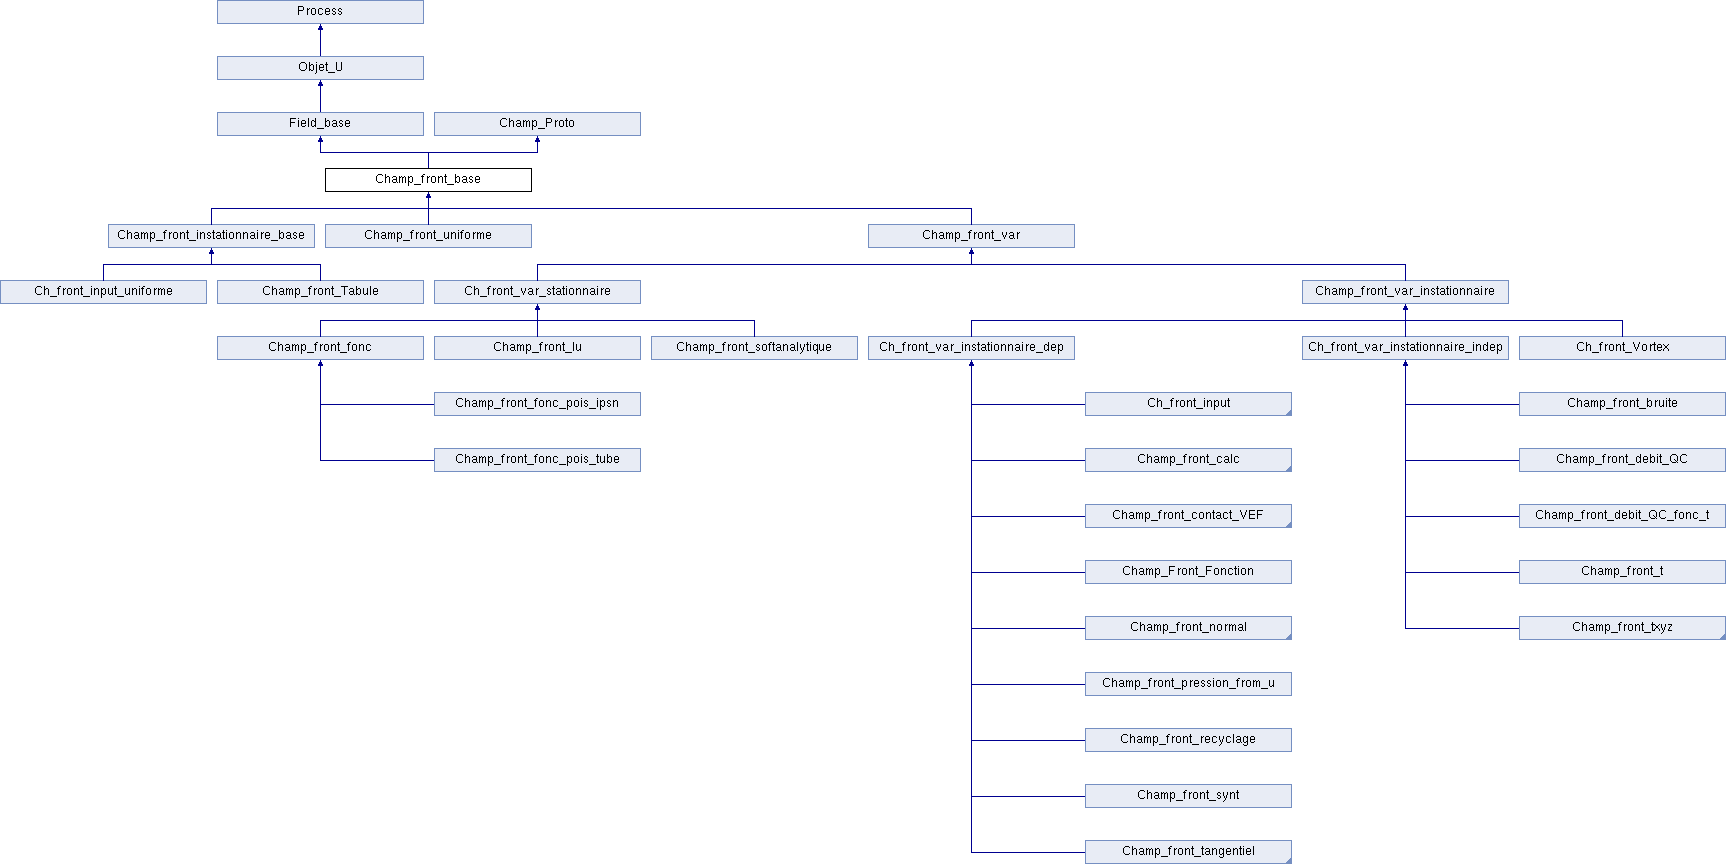 Process
Objet_U
Field_base
Champ_Proto
Champ_front_base
Champ_front_instationnaire_base
Champ_front_uniforme
Champ_front_var
Ch_front_input_uniforme
Champ_front_Tabule
Ch_front_var_stationnaire
Champ_front_var_instationnaire
Champ_front_fonc
Champ_front_lu
Champ_front_softanalytique
Ch_front_var_instationnaire_dep
Ch_front_var_instationnaire_indep
Ch_front_Vortex
Champ_front_fonc_pois_ipsn
Ch_front_input
Champ_front_bruite
Champ_front_fonc_pois_tube
Champ_front_calc
Champ_front_debit_QC
Champ_front_contact_VEF
Champ_front_debit_QC_fonc_t
Champ_Front_Fonction
Champ_front_t
Champ_front_normal
Champ_front_txyz
Champ_front_pression_from_u
Champ_front_recyclage
Champ_front_synt
Champ_front_tangentiel